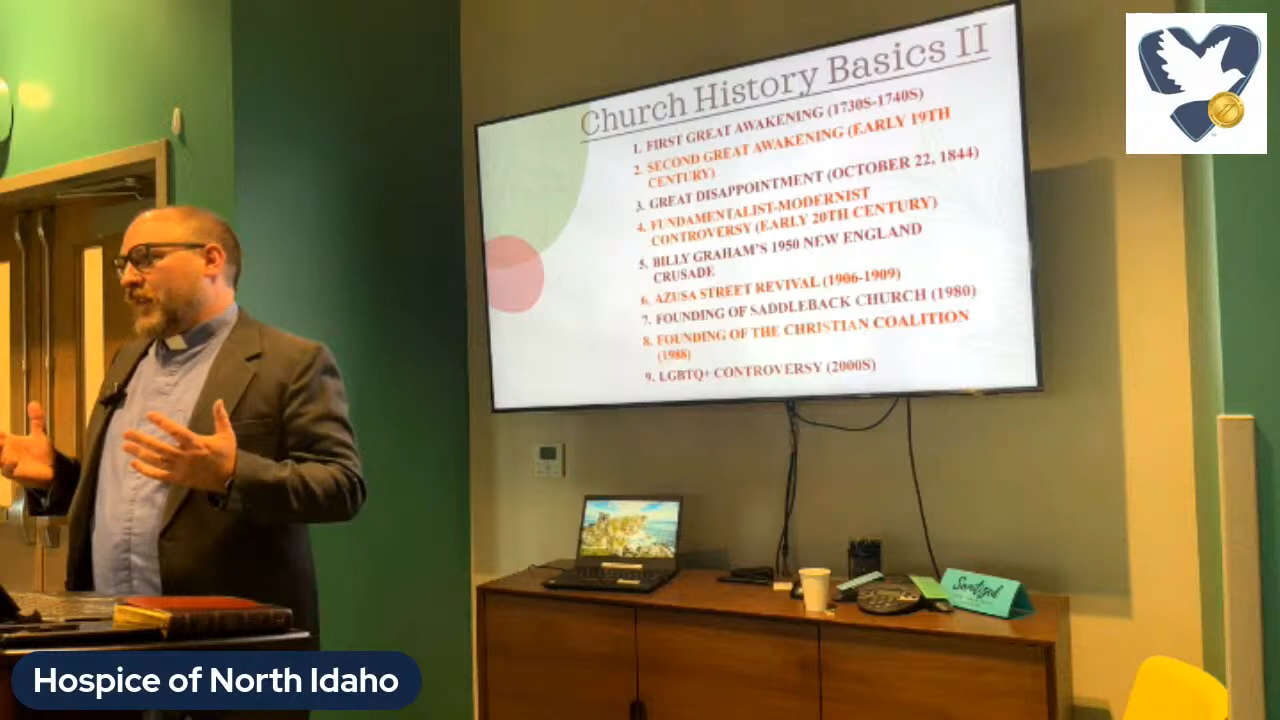 Church History Basics II
1. FIRST GREAT AWAKENING (1730S-1740S)
2. SECOND GREAT AWAKENING (EARLY 19TH
CENTURY)
3. GREAT DISAPPOINTMENT (OCTOBER 22, 1844)
4. FUNDAMENTALIST-MODERNIST
CONTROVERSY (EARLY 20TH CENTURY)
5. BILLY GRAHAM'S 1950 NEW ENGLAND
CRUSADE
6. AZUSA STREET REVIVAL (1906-1909)
7. FOUNDING OF SADDLEBACK CHURCH (1980)
8. FOUNDING OF THE CHRISTIAN COALITION
(1988)
9. LGBTQ+ CONTROVERSY (2000S)
Hospice of North Idaho